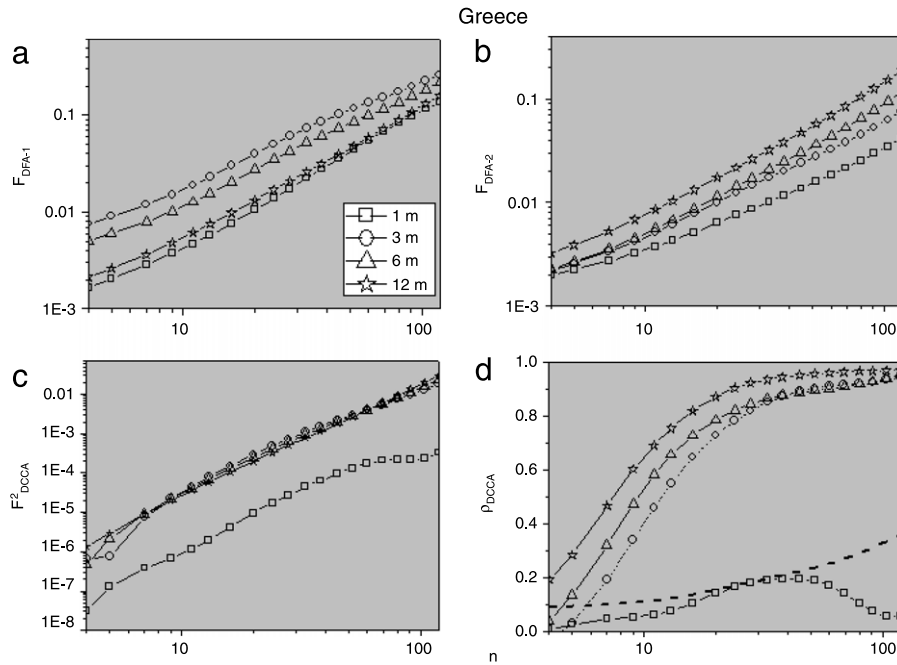 Greece
a
F_DFA-1
0.1
0.01
1E-3
10
100
1 m
3 m
6 m
12 m
b
F_DFA-2
0.1
0.01
1E-3
10
100
c
F²_DCCA
0.01
1E-3
1E-4
1E-5
1E-6
1E-7
1E-8
10
100
d
ρ_DCCA
1.0
0.8
0.6
0.4
0.2
0.0
10
100
n